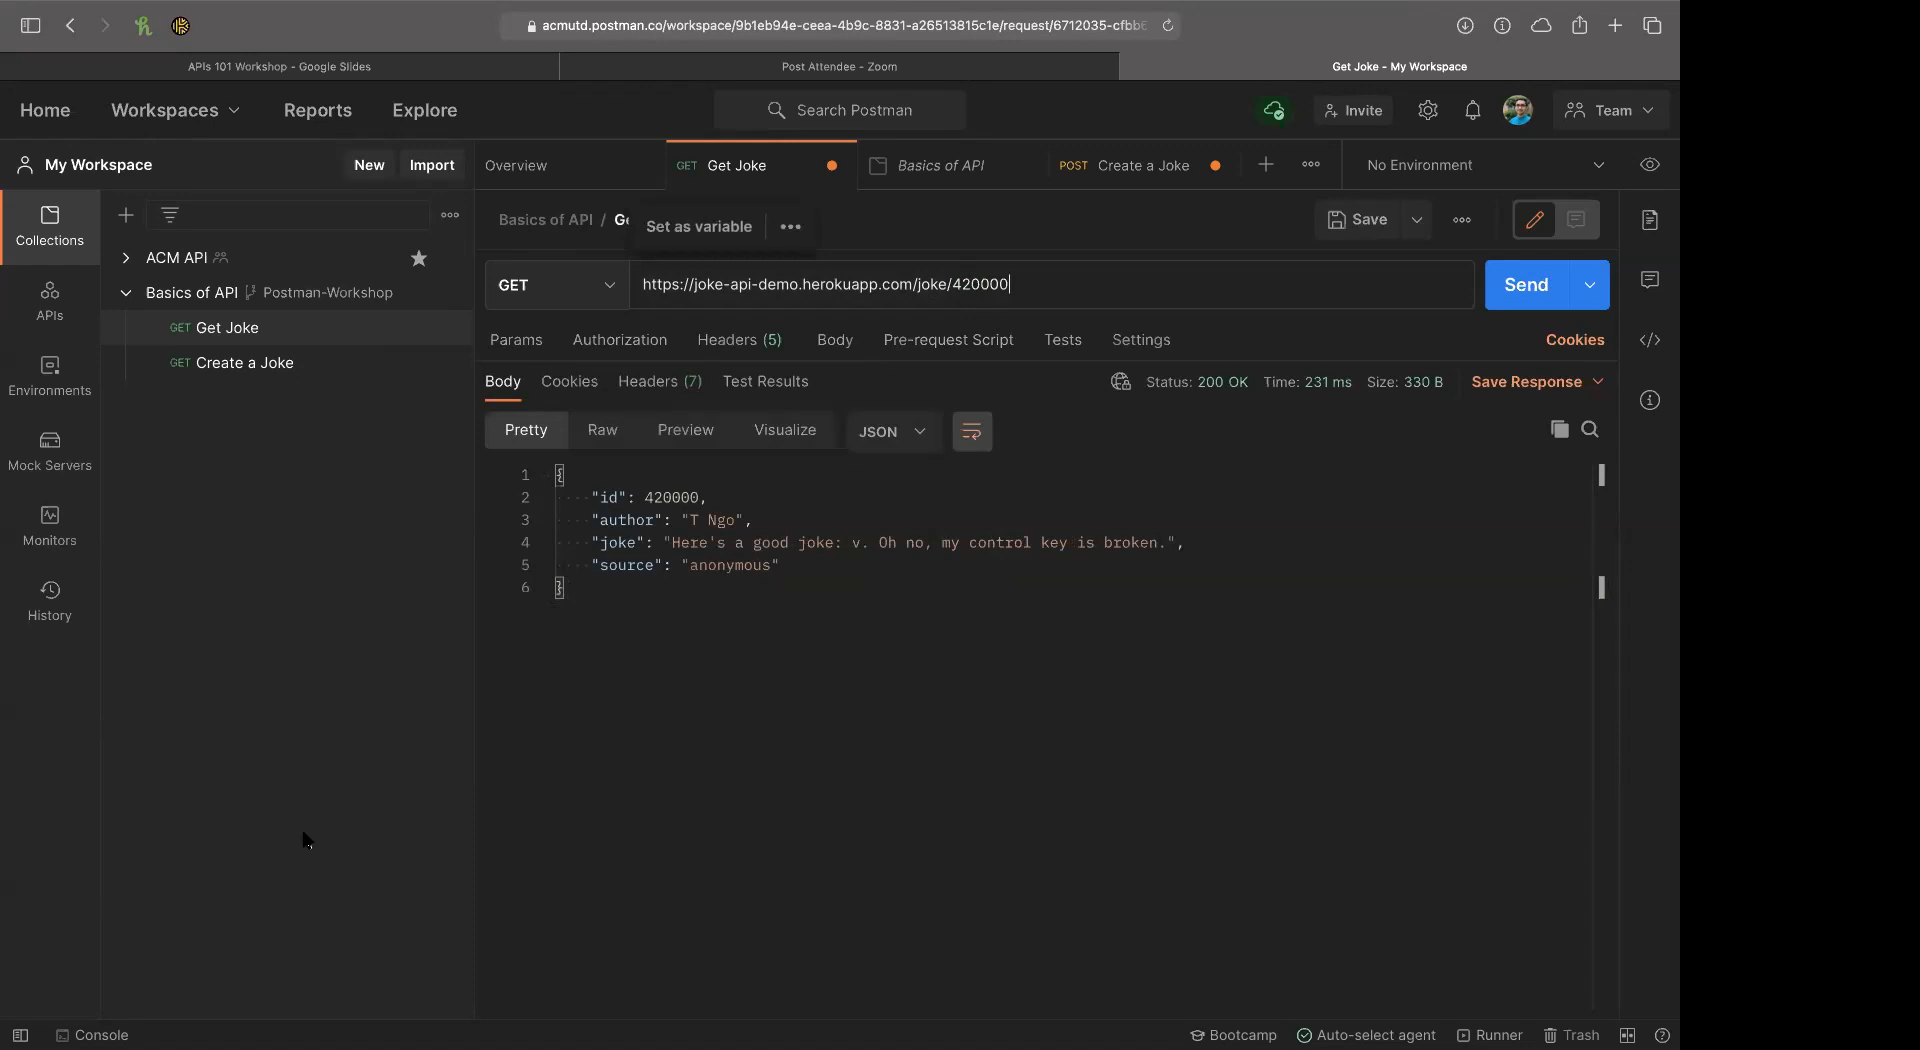 acmutd.postman.co/workspace/9b1eb94e-ceea-4b9c-8831-a26513815c1e/request/6712035-cfbb6
APIs 101 Workshop - Google Slides
Post Attendee - Zoom
Get Joke - My Workspace
Home
Workspaces
Reports
Explore
Search Postman
Invite
Team
My Workspace
New
Import
Overview
GET Get Joke
Basics of API
POST Create a Joke
No Environment
Collections
APIs
Environments
Mock Servers
Monitors
History
ACM API
Basics of API Postman-Workshop
GET Get Joke
GET Create a Joke
Basics of API /
Set as variable
Save
GET
https://joke-api-demo.herokuapp.com/joke/420000
Send
Params
Authorization
Headers (5)
Body
Pre-request Script
Tests
Settings
Cookies
Body
Cookies
Headers (7)
Test Results
Status: 200 OK
Time: 231 ms
Size: 330 B
Save Response
Pretty
Raw
Preview
Visualize
JSON
1 {
2 "id": 420000,
3 "author": "T Ngo",
4 "joke": "Here's a good joke: v. Oh no, my control key is broken.",
5 "source": "anonymous"
6 }
Console
Bootcamp
Auto-select agent
Runner
Trash